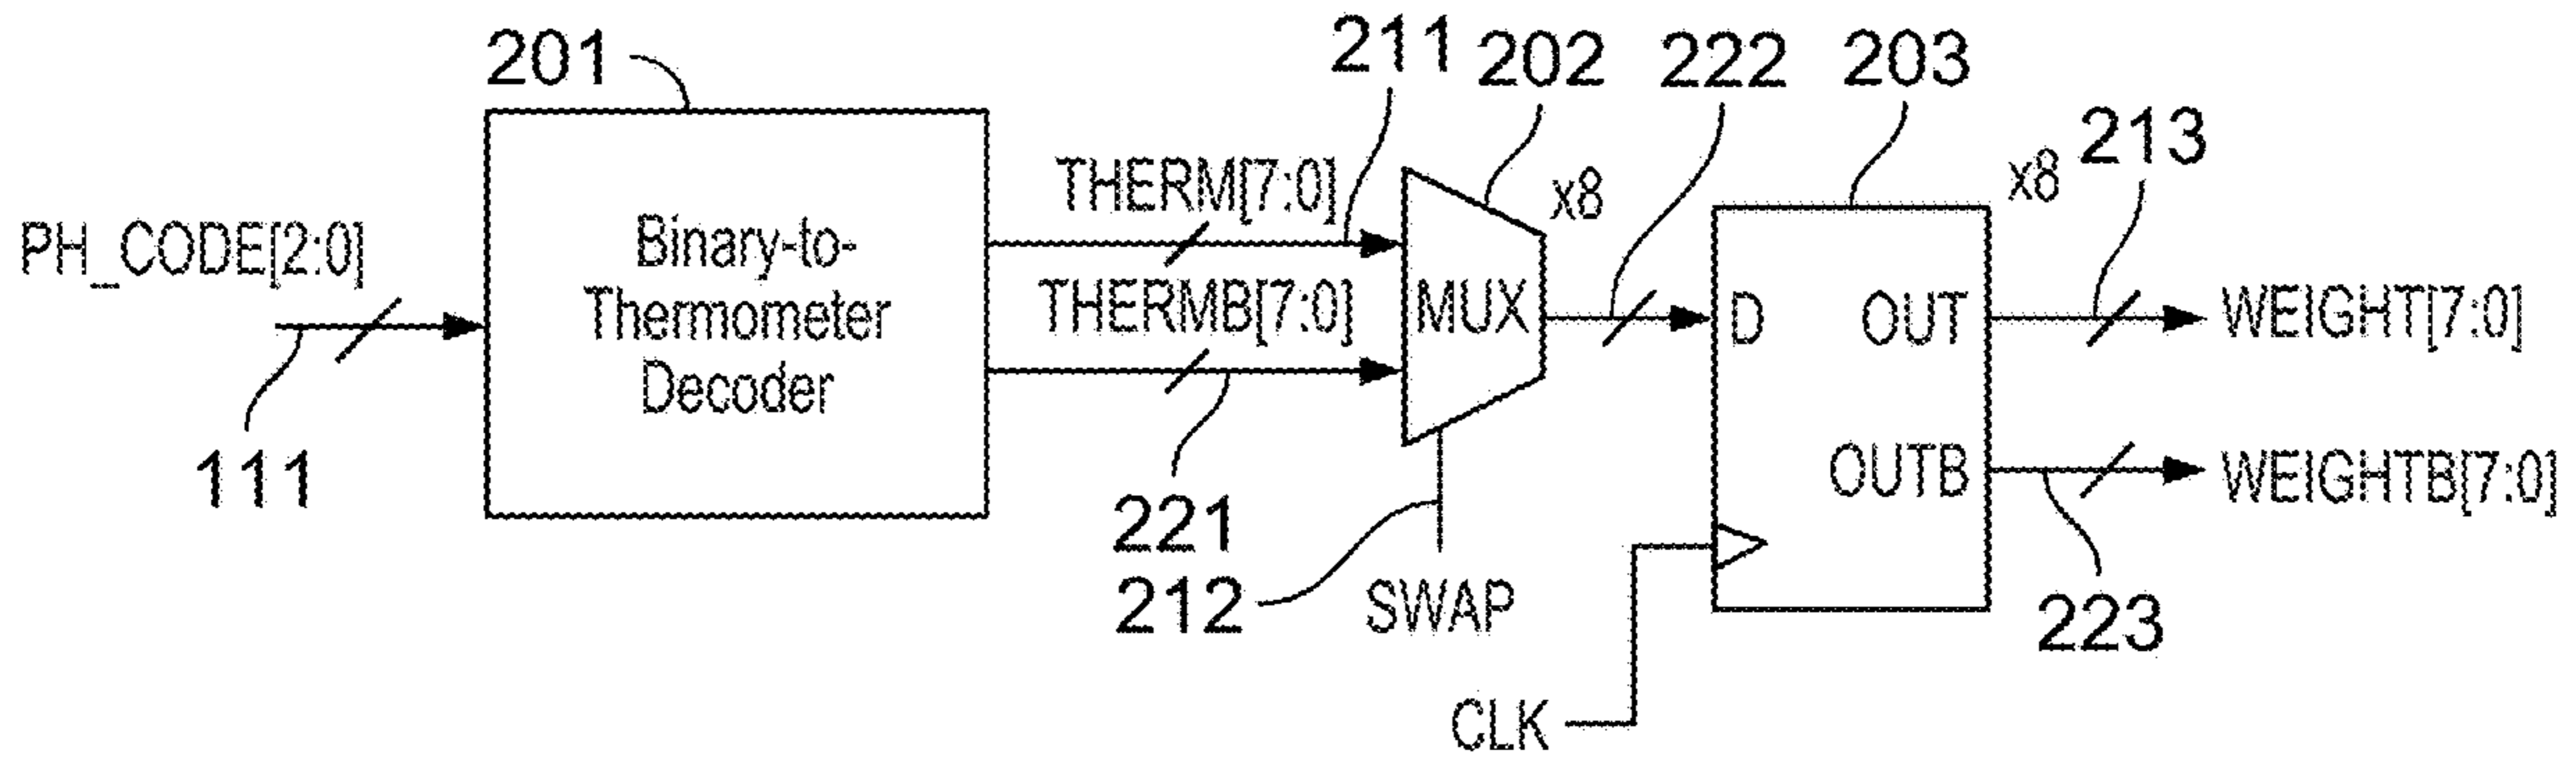 201
211
202
222
203
213
x8
x8
THERM[7:0]
PH_CODE[2:0]
Binary-to-
Thermometer
Decoder
THERMB[7:0]
MUX
D
OUT
WEIGHT[7:0]
OUTB
WEIGHTB[7:0]
111
221
212
SWAP
223
CLK